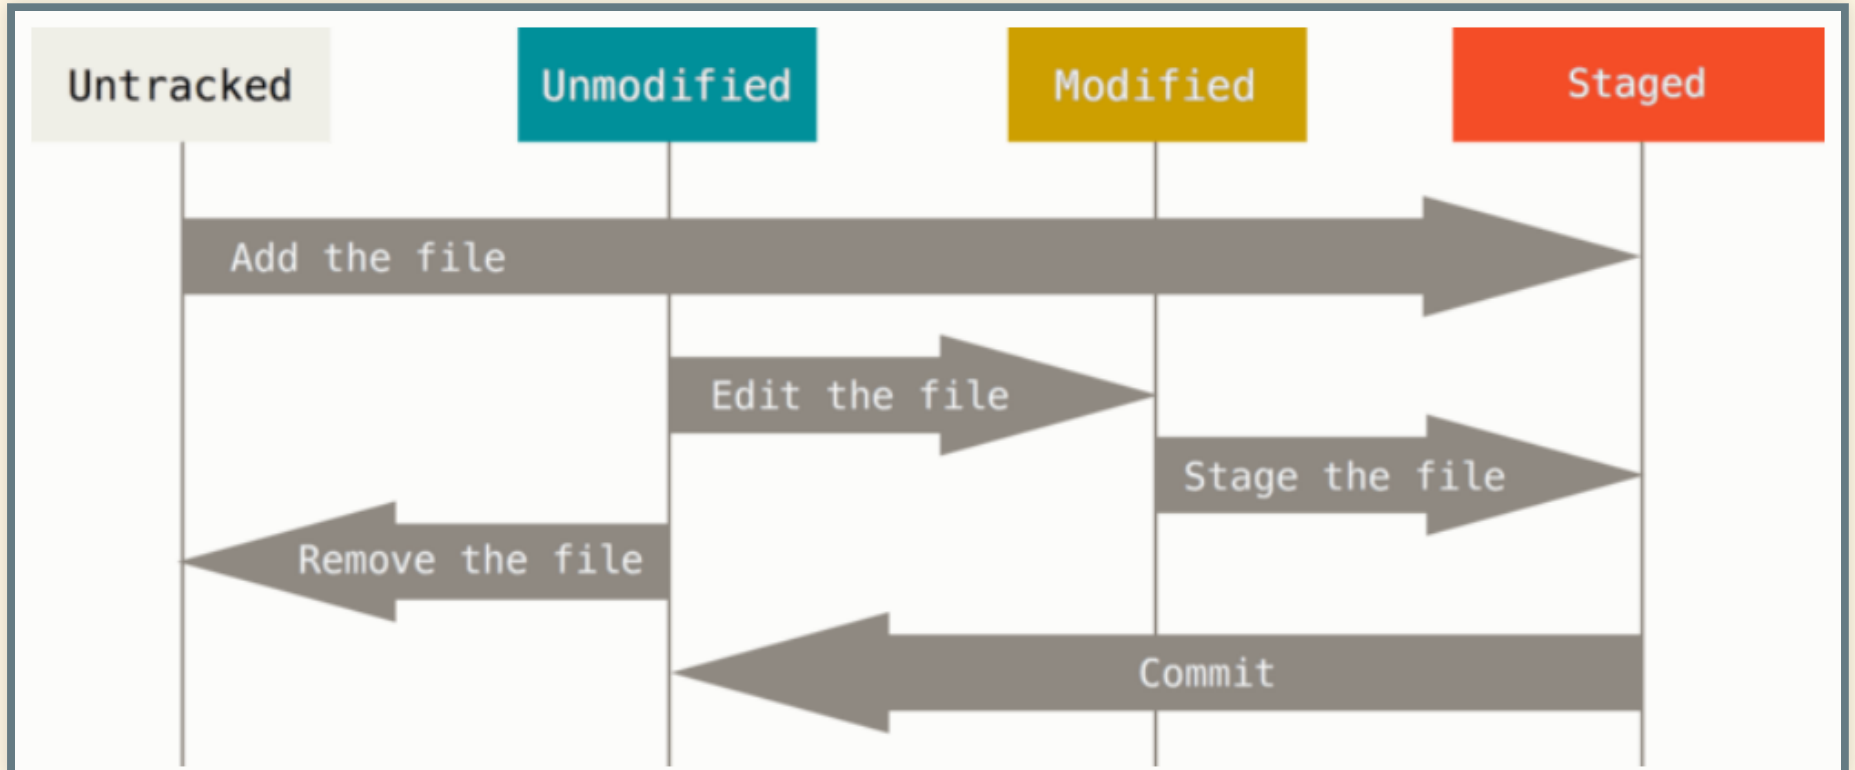 Untracked
Unmodified
Modified
Staged
Add the file
Edit the file
Stage the file
Remove the file
Commit